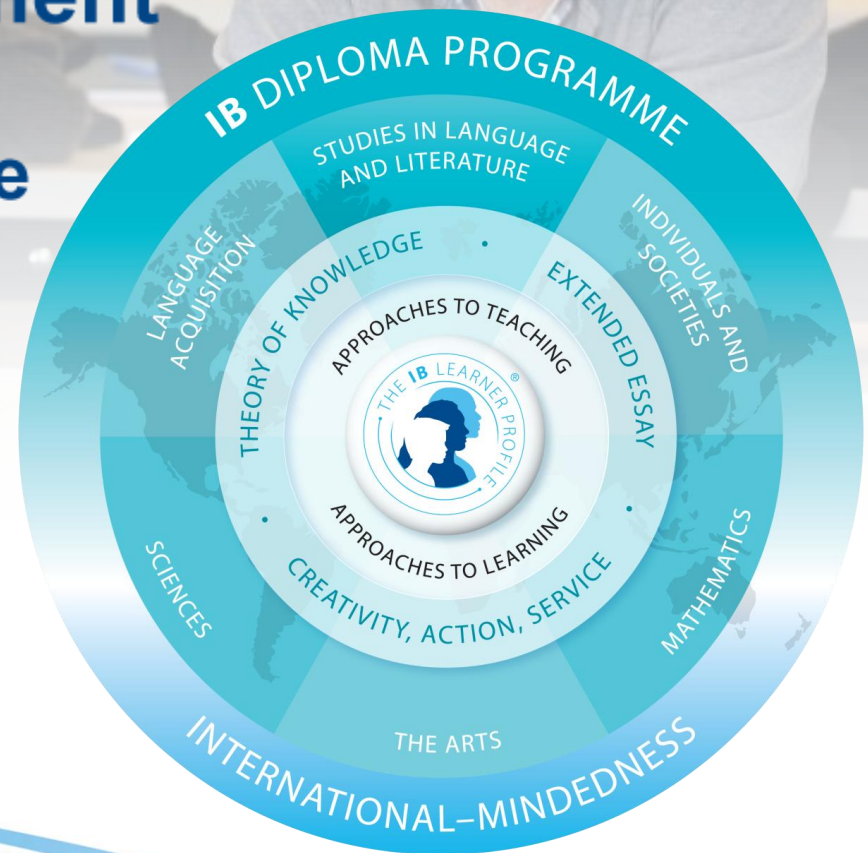 IB DIPLOMA PROGRAMME
STUDIES IN LANGUAGE
AND LITERATURE
LANGUAGE
ACQUISITION
INDIVIDUALS AND
SOCIETIES
THEORY OF KNOWLEDGE •
EXTENDED ESSAY •
APPROACHES TO TEACHING
• THE IB LEARNER PROFILE • ®
APPROACHES TO LEARNING
• CREATIVITY, ACTION, SERVICE
SCIENCES
MATHEMATICS
THE ARTS
INTERNATIONAL–MINDEDNESS